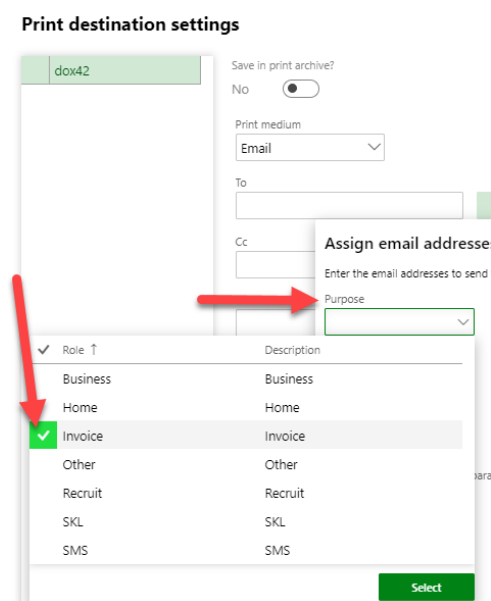 Print destination settings
dox42
Save in print archive?
No
Print medium
Email
To
Cc
Assign email addresses
Enter the email addresses to send
Purpose
Role ↑ Description
Business Business
Home Home
Invoice Invoice
Other Other
Recruit Recruit
SKL SKL
SMS SMS
Select